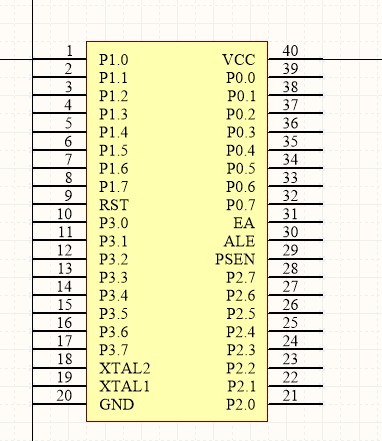 1 P1.0 VCC 40
2 P1.1 P0.0 39
3 P1.2 P0.1 38
4 P1.3 P0.2 37
5 P1.4 P0.3 36
6 P1.5 P0.4 35
7 P1.6 P0.5 34
8 P1.7 P0.6 33
9 RST P0.7 32
10 P3.0 EA 31
11 P3.1 ALE 30
12 P3.2 PSEN 29
13 P3.3 P2.7 28
14 P3.4 P2.6 27
15 P3.5 P2.5 26
16 P3.6 P2.4 25
17 P3.7 P2.3 24
18 XTAL2 P2.2 23
19 XTAL1 P2.1 22
20 GND P2.0 21